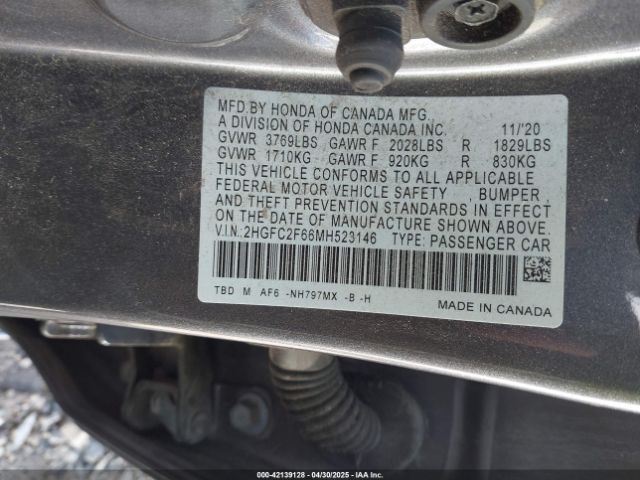 MFD.BY HONDA OF CANADA MFG.
A DIVISION OF HONDA CANADA INC. 11/'20
GVWR 3769LBS GAWR F 2028LBS R 1829LBS
GVWR 1710KG GAWR F 920KG R 830KG
THIS VEHICLE CONFORMS TO ALL APPLICABLE
FEDERAL MOTOR VEHICLE SAFETY , BUMPER
AND THEFT PREVENTION STANDARDS IN EFFECT
ON THE DATE OF MANUFACTURE SHOWN ABOVE.
V.I.N.:2HGFC2F66MH523146 TYPE: PASSENGER CAR
TBD M AF6 -NH797MX -B -H
MADE IN CANADA
000-42139128 - 04/30/2025 - IAA Inc.